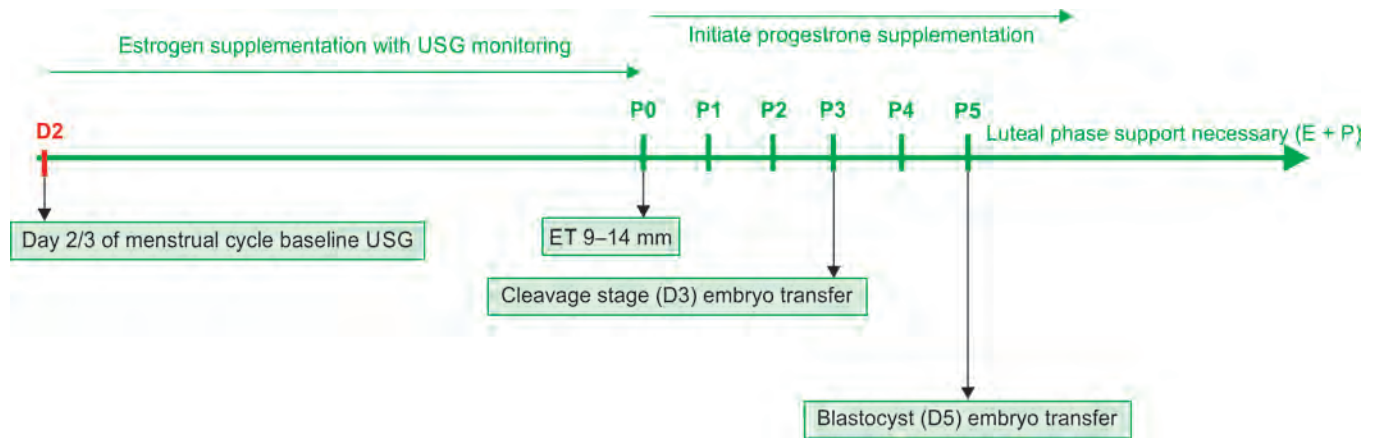 Initiate progestrone supplementation
Estrogen supplementation with USG monitoring
D2
P0 P1 P2 P3 P4 P5
Luteal phase support necessary (E + P)
Day 2/3 of menstrual cycle baseline USG
ET 9–14 mm
Cleavage stage (D3) embryo transfer
Blastocyst (D5) embryo transfer